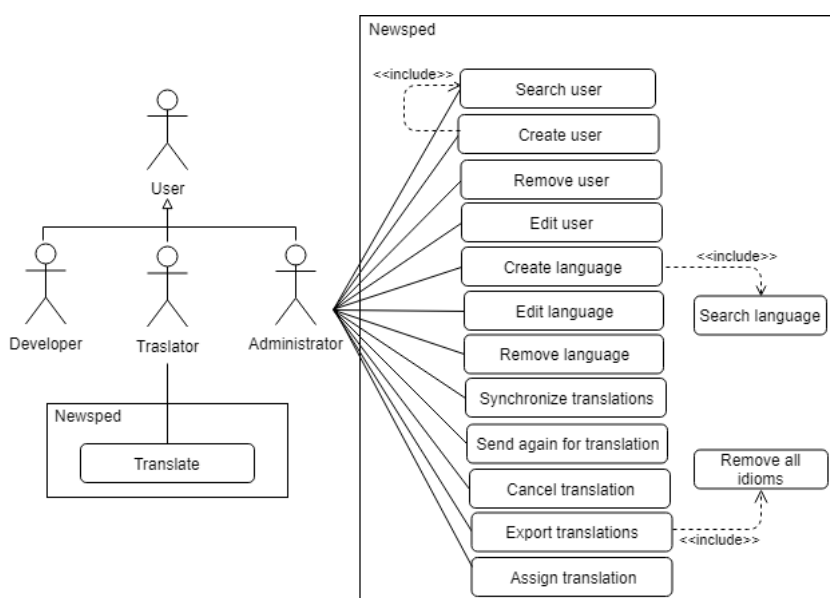 Newsped
<<include>>
Search user
Create user
User
Remove user
Edit user
Create language
<<include>>
Edit language
Search language
Developer
Traslator
Administrator
Remove language
Synchronize translations
Newsped
Translate
Send again for translation
Remove all
idioms
Cancel translation
Export translations
<<include>>
Assign translation